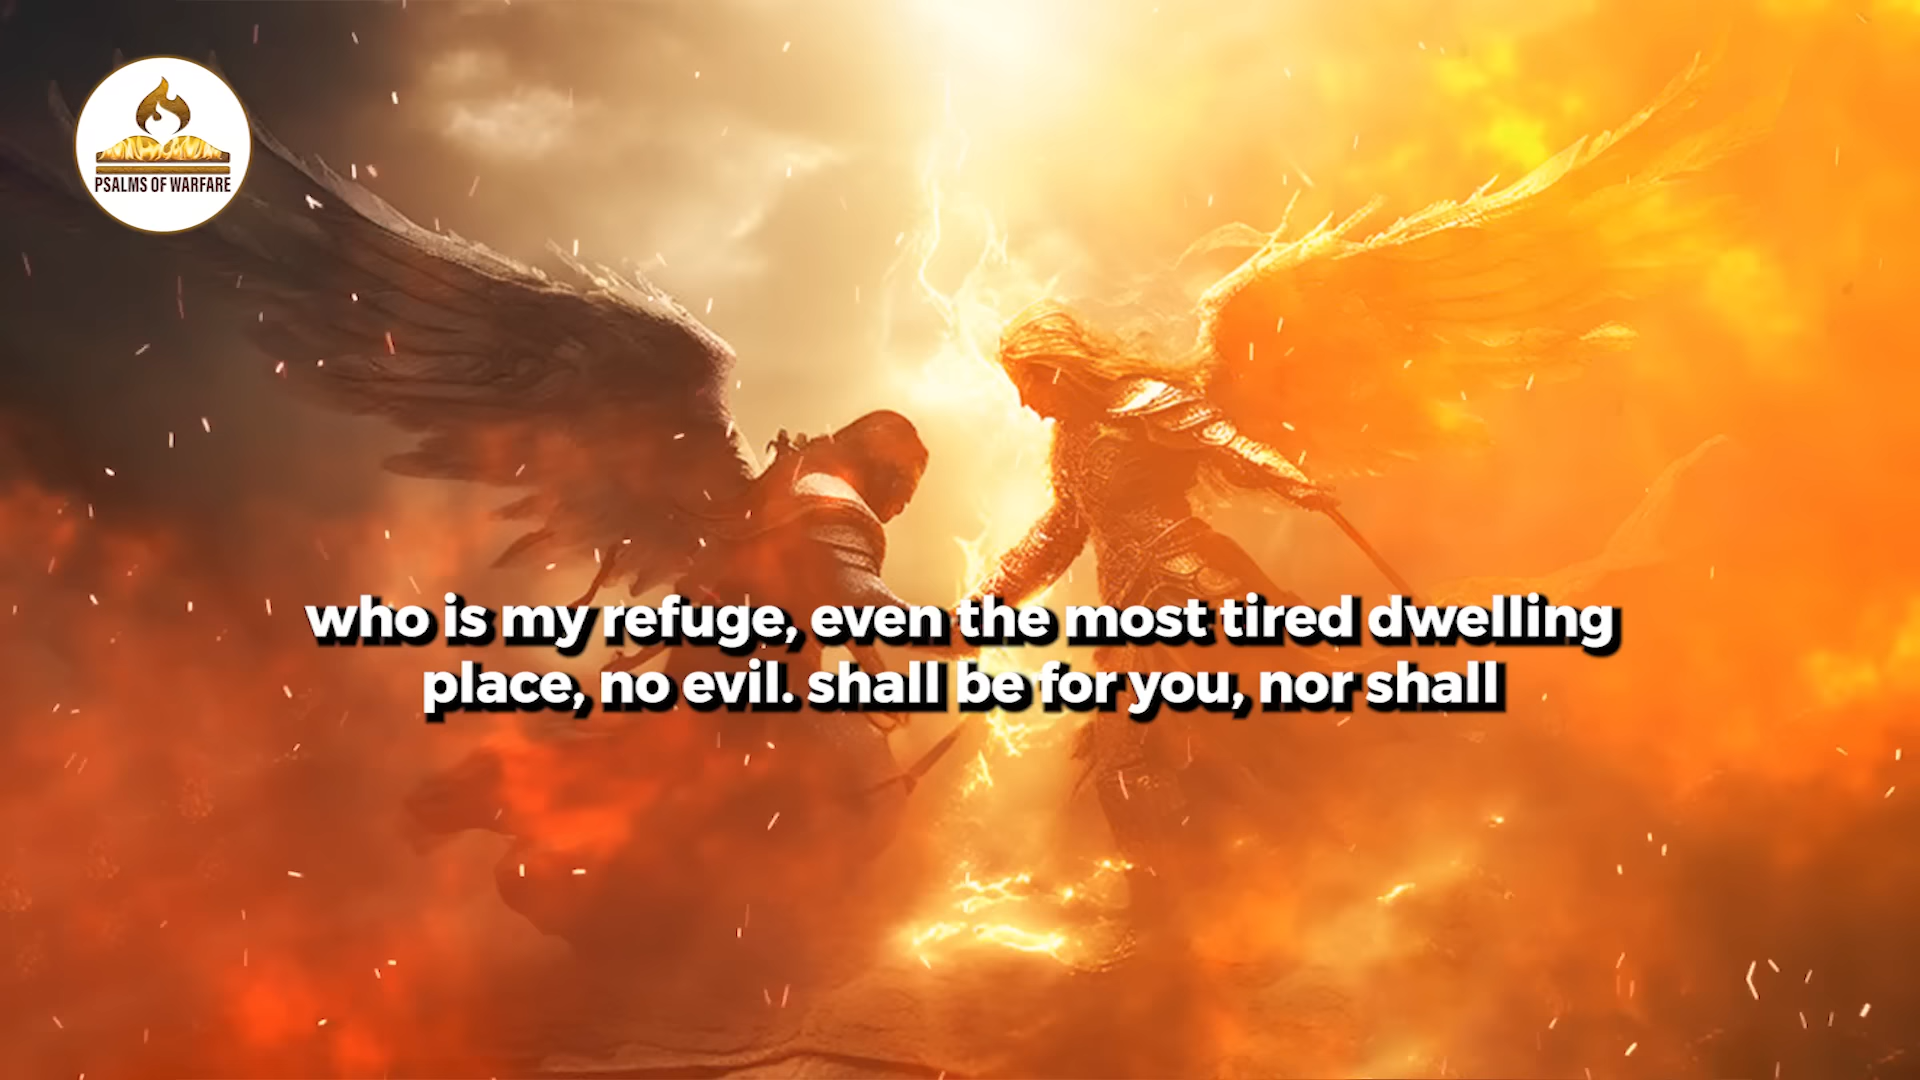 PSALMS OF WARFARE
who is my refuge, even the most tired dwelling
place, no evil. shall be for you, nor shall